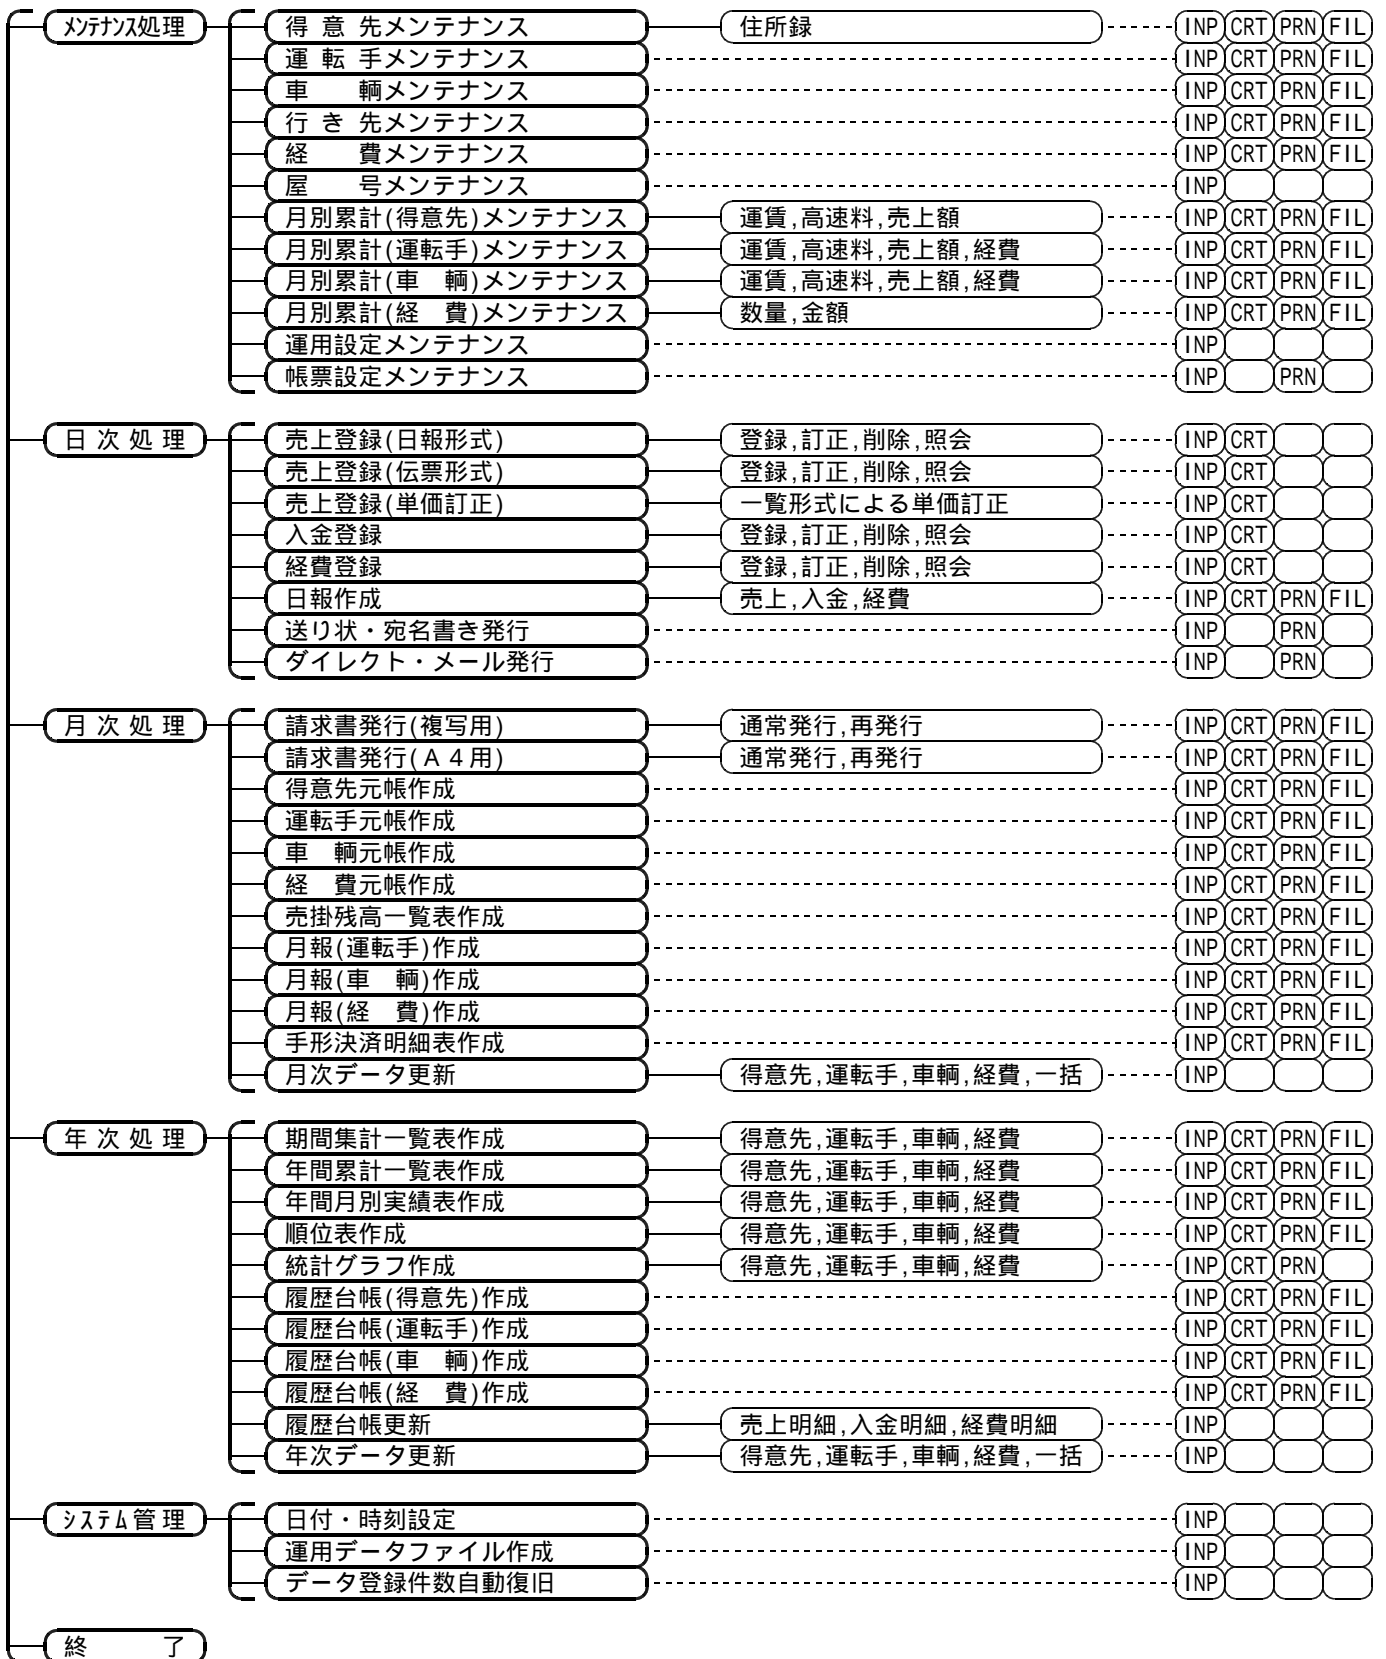 メンテナンス処理 得 意 先メンテナンス 住所録 INP CRT PRN FIL
運 転 手メンテナンス INP CRT PRN FIL
車　　輌メンテナンス INP CRT PRN FIL
行 き 先メンテナンス INP CRT PRN FIL
経　　費メンテナンス INP CRT PRN FIL
屋　　号メンテナンス INP
月別累計(得意先)メンテナンス 運賃,高速料,売上額 INP CRT PRN FIL
月別累計(運転手)メンテナンス 運賃,高速料,売上額,経費 INP CRT PRN FIL
月別累計(車　輌)メンテナンス 運賃,高速料,売上額,経費 INP CRT PRN FIL
月別累計(経　費)メンテナンス 数量,金額 INP CRT PRN FIL
運用設定メンテナンス INP
帳票設定メンテナンス INP PRN
日 次 処 理 売上登録(日報形式) 登録,訂正,削除,照会 INP CRT
売上登録(伝票形式) 登録,訂正,削除,照会 INP CRT
売上登録(単価訂正) 一覧形式による単価訂正 INP CRT
入金登録 登録,訂正,削除,照会 INP CRT
経費登録 登録,訂正,削除,照会 INP CRT
日報作成 売上,入金,経費 INP CRT PRN FIL
送り状・宛名書き発行 INP PRN
ダイレクト・メール発行 INP PRN
月 次 処 理 請求書発行(複写用) 通常発行,再発行 INP CRT PRN FIL
請求書発行(Ａ４用) 通常発行,再発行 INP CRT PRN FIL
得意先元帳作成 INP CRT PRN FIL
運転手元帳作成 INP CRT PRN FIL
車　輌元帳作成 INP CRT PRN FIL
経　費元帳作成 INP CRT PRN FIL
売掛残高一覧表作成 INP CRT PRN FIL
月報(運転手)作成 INP CRT PRN FIL
月報(車　輌)作成 INP CRT PRN FIL
月報(経　費)作成 INP CRT PRN FIL
手形決済明細表作成 INP CRT PRN FIL
月次データ更新 得意先,運転手,車輌,経費,一括 INP
年 次 処 理 期間集計一覧表作成 得意先,運転手,車輌,経費 INP CRT PRN FIL
年間累計一覧表作成 得意先,運転手,車輌,経費 INP CRT PRN FIL
年間月別実績表作成 得意先,運転手,車輌,経費 INP CRT PRN FIL
順位表作成 得意先,運転手,車輌,経費 INP CRT PRN FIL
統計グラフ作成 得意先,運転手,車輌,経費 INP CRT PRN
履歴台帳(得意先)作成 INP CRT PRN FIL
履歴台帳(運転手)作成 INP CRT PRN FIL
履歴台帳(車　輌)作成 INP CRT PRN FIL
履歴台帳(経　費)作成 INP CRT PRN FIL
履歴台帳更新 売上明細,入金明細,経費明細 INP
年次データ更新 得意先,運転手,車輌,経費,一括 INP
システム管 理 日付・時刻設定 INP
運用データファイル作成 INP
データ登録件数自動復旧 INP
終　　　了